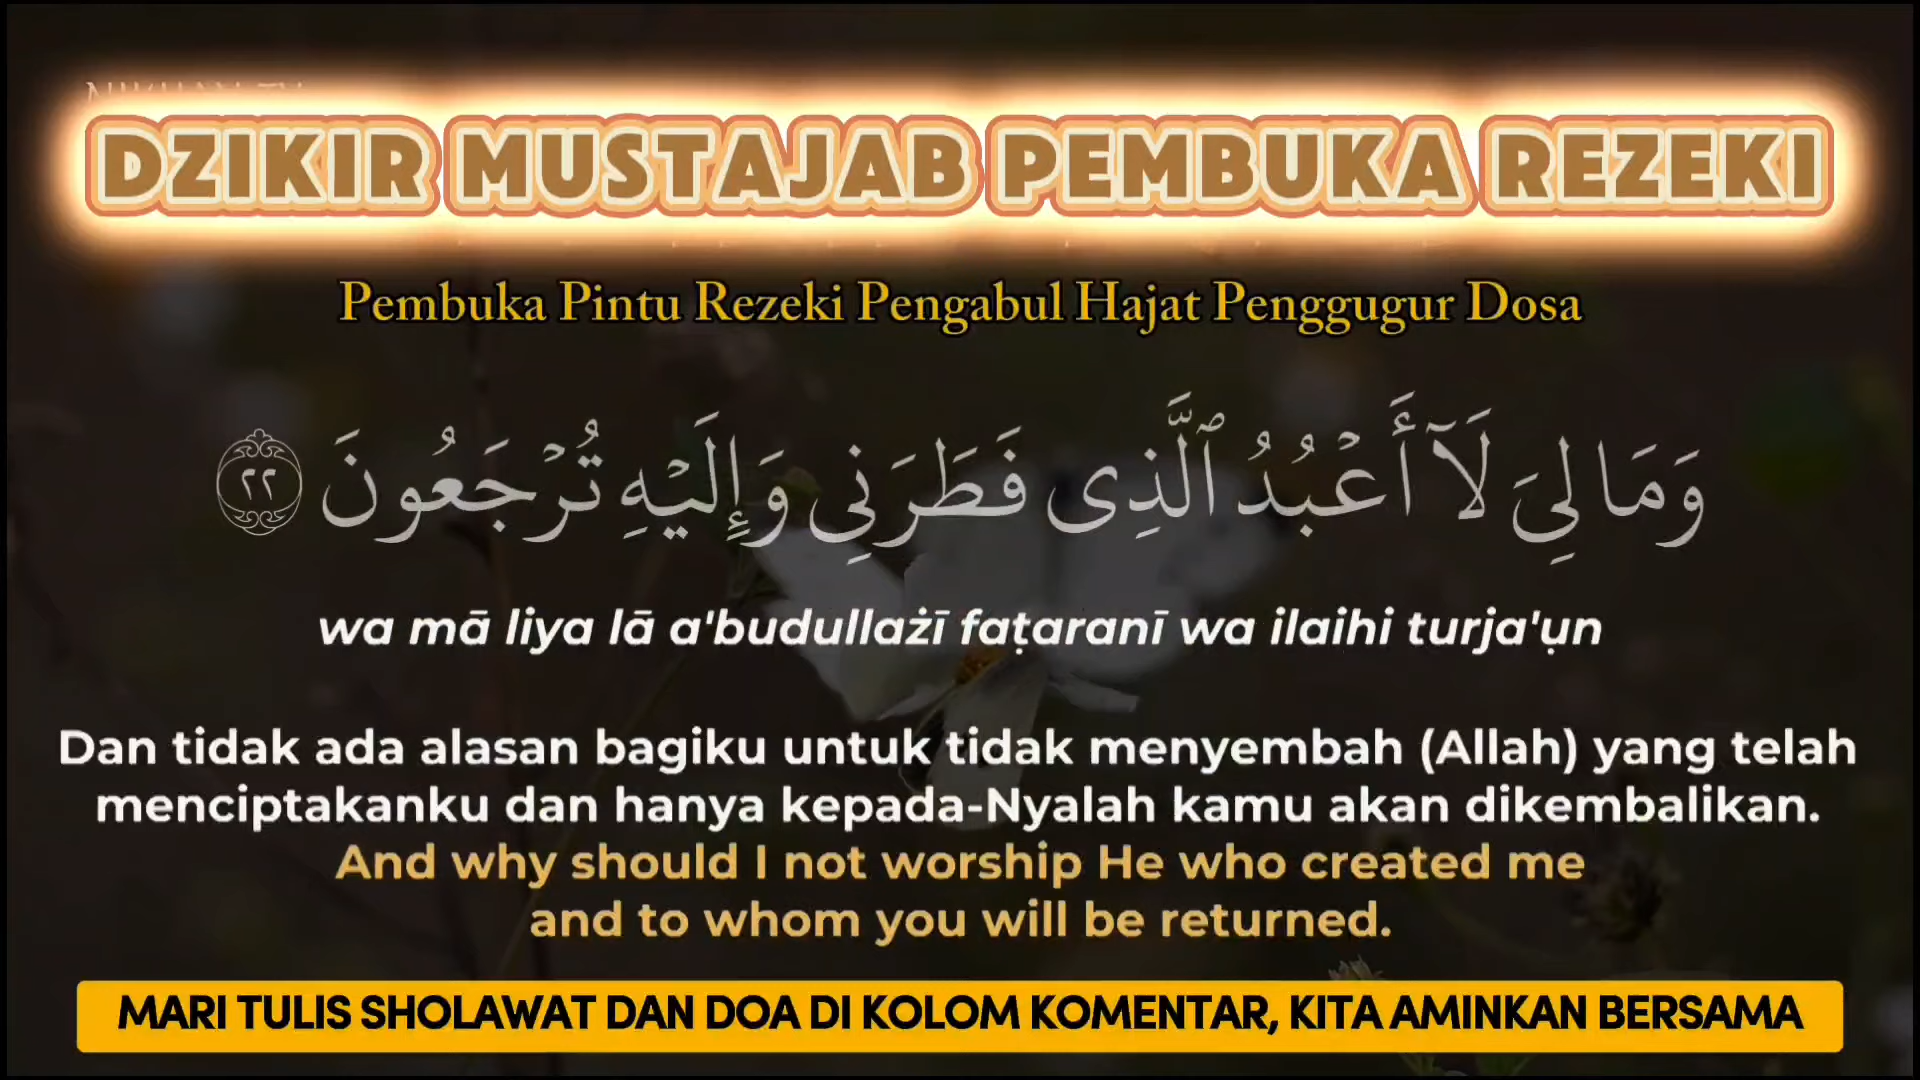 DZIKIR MUSTAJAB PEMBUKA REZEKI
Pembuka Pintu Rezeki Pengabul Hajat Penggugur Dosa
وَمَا لِىَ لَآ أَعْبُدُ ٱلَّذِى فَطَرَنِى وَإِلَيْهِ تُرْجَعُونَ ٢٢
wa mā liya lā a'budullażī faṭaranī wa ilaihi turja'ụn
Dan tidak ada alasan bagiku untuk tidak menyembah (Allah) yang telah
menciptakanku dan hanya kepada-Nyalah kamu akan dikembalikan.
And why should I not worship He who created me
and to whom you will be returned.
MARI TULIS SHOLAWAT DAN DOA DI KOLOM KOMENTAR, KITA AMINKAN BERSAMA